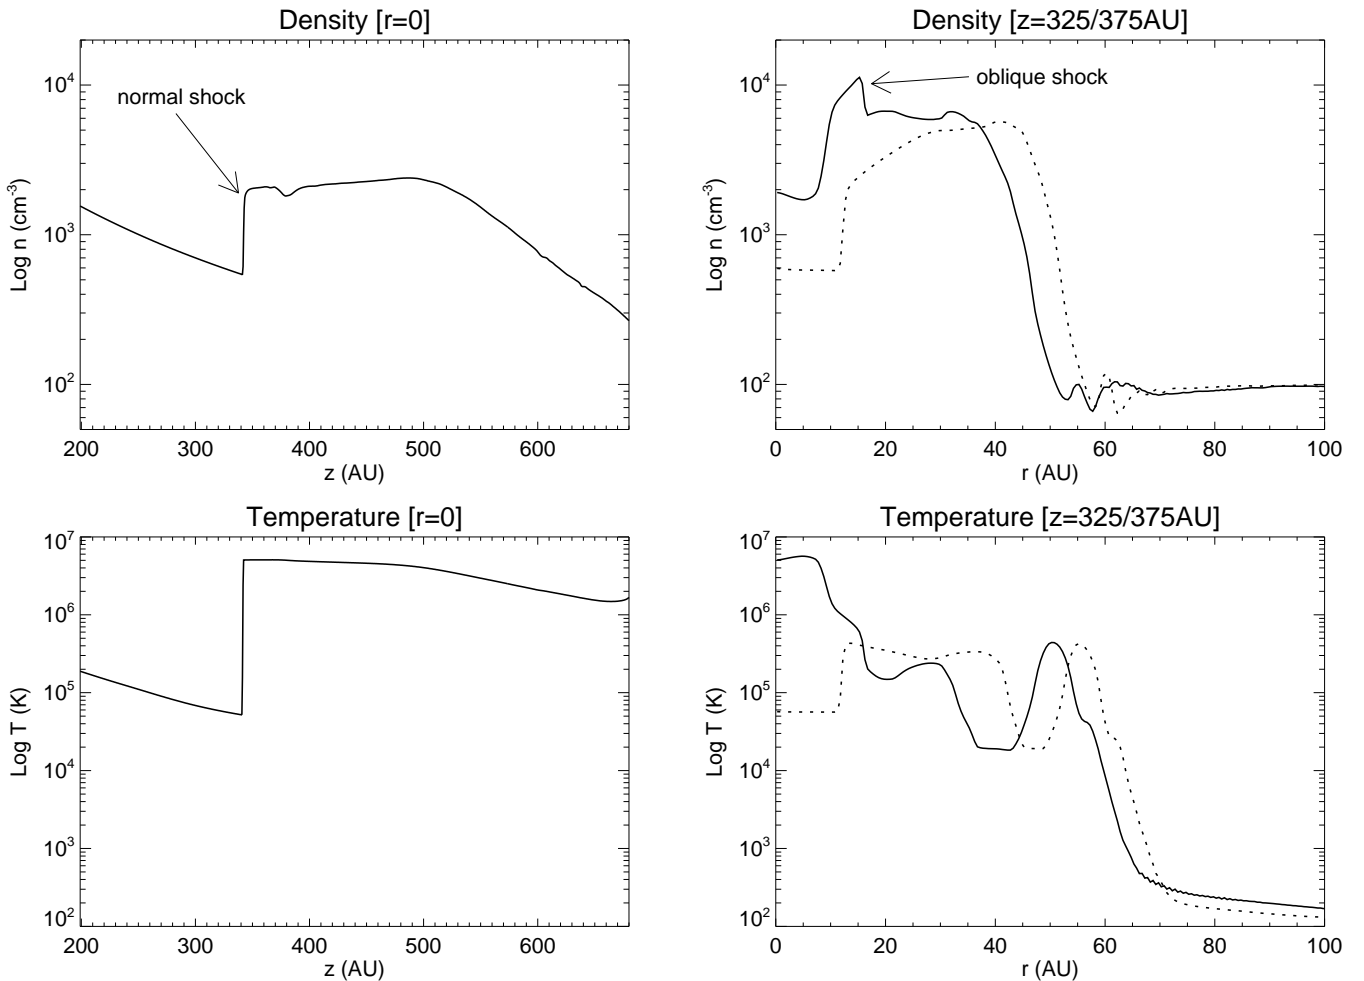 Density [r=0]
Log n (cm-3)
10^4
10^3
10^2
normal shock
200 300 400 500 600
z (AU)
Density [z=325/375AU]
Log n (cm-3)
10^4
10^3
10^2
oblique shock
0 20 40 60 80 100
r (AU)
Temperature [r=0]
Log T (K)
10^7
10^6
10^5
10^4
10^3
10^2
200 300 400 500 600
z (AU)
Temperature [z=325/375AU]
Log T (K)
10^7
10^6
10^5
10^4
10^3
10^2
0 20 40 60 80 100
r (AU)